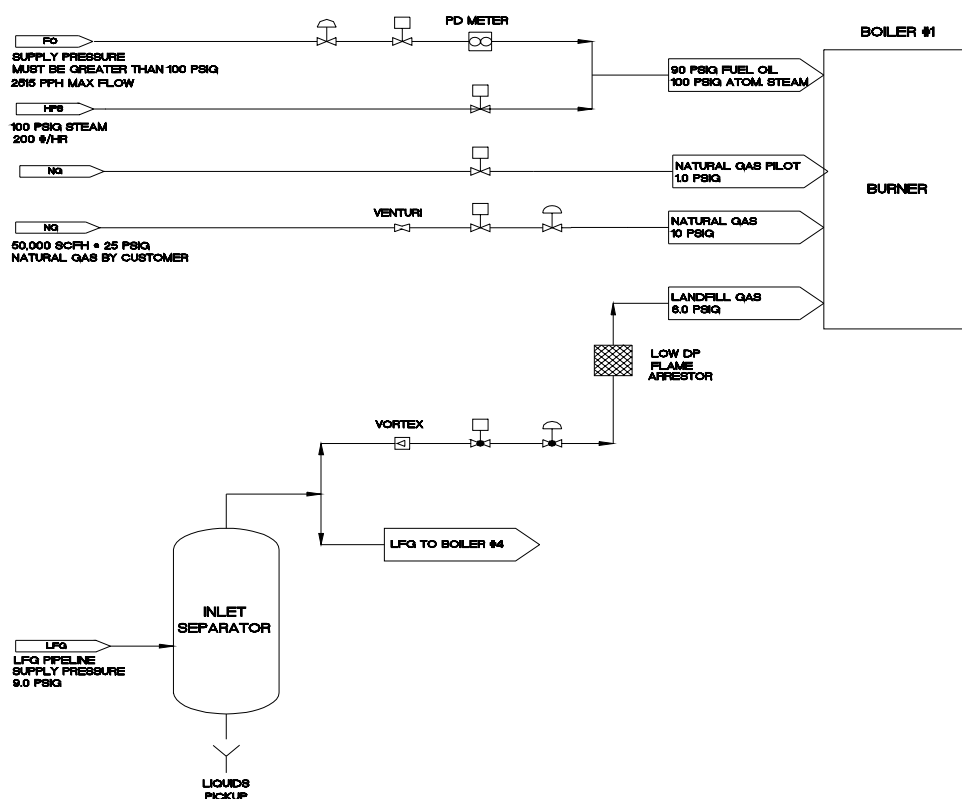 PD METER
BOILER #1
FO
SUPPLY PRESSURE
MUST BE GREATER THAN 100 PSIG
2615 PPH MAX FLOW
90 PSIG FUEL OIL
100 PSIG ATOM. STEAM
HPS
100 PSIG STEAM
200 #/HR
NG
NATURAL GAS PILOT
1.0 PSIG
BURNER
VENTURI
NG
50,000 SCFH @ 25 PSIG
NATURAL GAS BY CUSTOMER
NATURAL GAS
10 PSIG
LANDFILL GAS
6.0 PSIG
LOW DP
FLAME
ARRESTOR
VORTEX
LFG TO BOILER #4
INLET
SEPARATOR
LFG
LFG PIPELINE
SUPPLY PRESSURE
9.0 PSIG
LIQUIDS
PICKUP